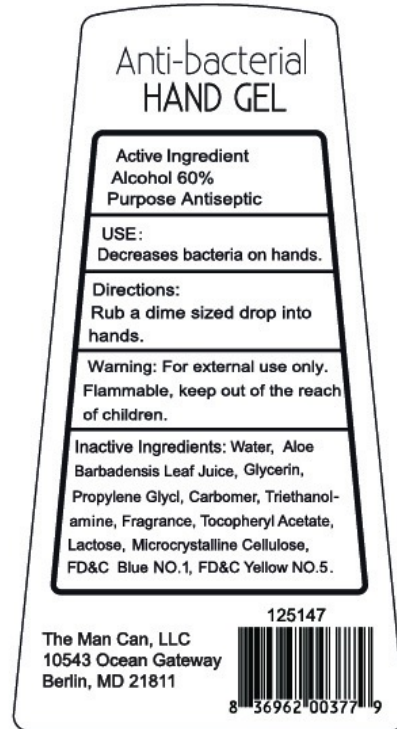 Anti-bacterial
HAND GEL
Active Ingredient
Alcohol 60%
Purpose Antiseptic
USE:
Decreases bacteria on hands.
Directions:
Rub a dime sized drop into
hands.
Warning: For external use only.
Flammable, keep out of the reach
of children.
Inactive Ingredients: Water, Aloe
Barbadensis Leaf Juice, Glycerin,
Propylene Glycl, Carbomer, Triethanol-
amine, Fragrance, Tocopheryl Acetate,
Lactose, Microcrystalline Cellulose,
FD&C Blue NO.1, FD&C Yellow NO.5.
The Man Can, LLC
10543 Ocean Gateway
Berlin, MD 21811
125147
8 36962 00377 9